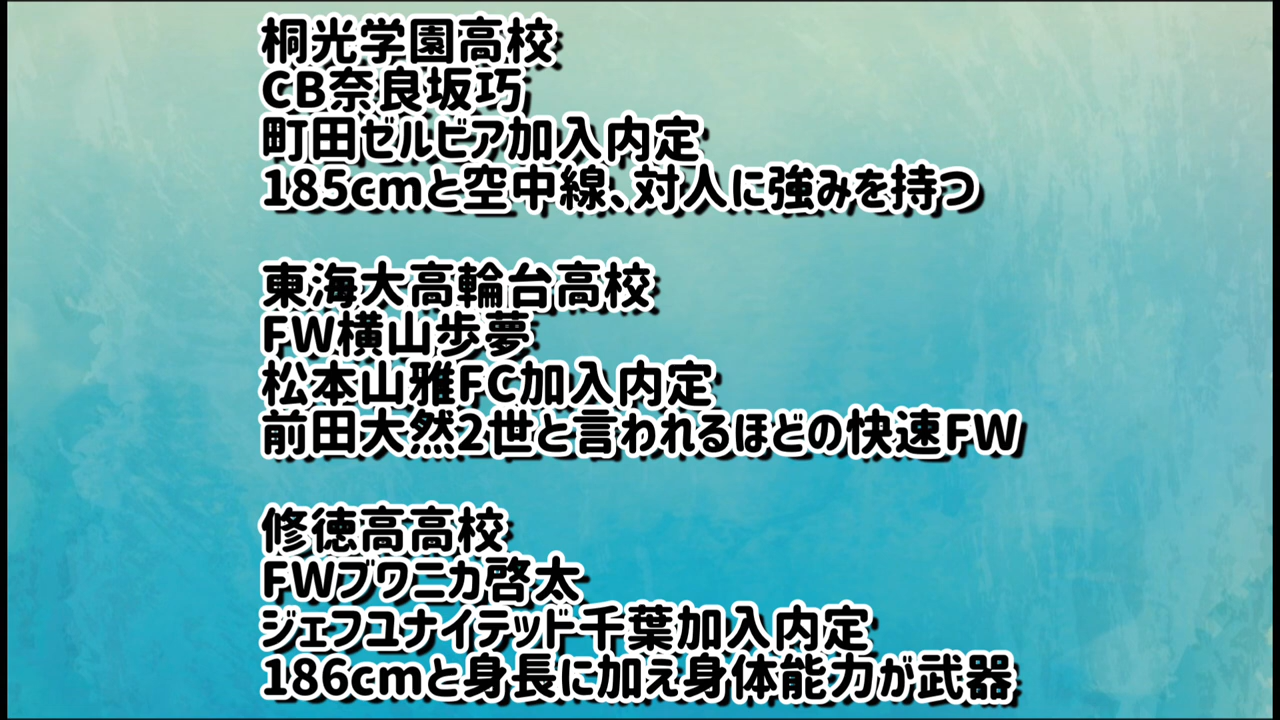 桐光学園高校
CB奈良坂巧
町田ゼルビア加入内定
185cmと空中線、対人に強みを持つ
東海大高輪台高校
FW横山歩夢
松本山雅FC加入内定
前田大然2世と言われるほどの快速FW
修徳高高校
FWブワニカ啓太
ジェフユナイテッド千葉加入内定
186cmと身長に加え身体能力が武器